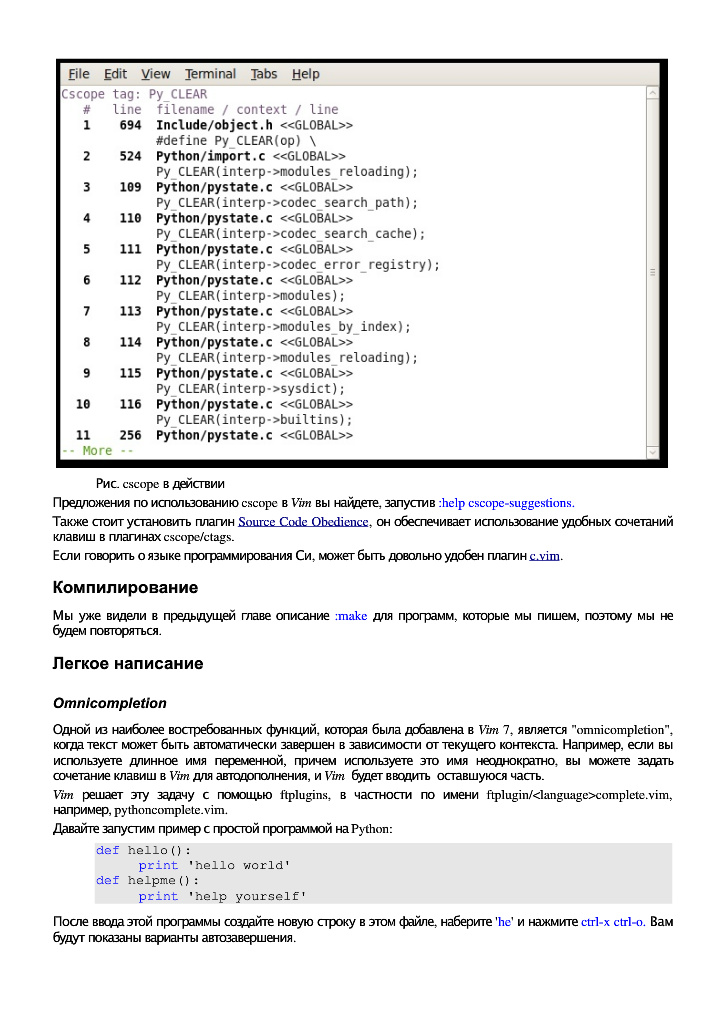 File Edit View Terminal Tabs Help
Cscope tag: Py_CLEAR
# line filename / context / line
1 694 Include/object.h <<GLOBAL>>
#define Py_CLEAR(op) \
2 524 Python/import.c <<GLOBAL>>
Py_CLEAR(interp->modules_reloading);
3 109 Python/pystate.c <<GLOBAL>>
Py_CLEAR(interp->codec_search_path);
4 110 Python/pystate.c <<GLOBAL>>
Py_CLEAR(interp->codec_search_cache);
5 111 Python/pystate.c <<GLOBAL>>
Py_CLEAR(interp->codec_error_registry);
6 112 Python/pystate.c <<GLOBAL>>
Py_CLEAR(interp->modules);
7 113 Python/pystate.c <<GLOBAL>>
Py_CLEAR(interp->modules_by_index);
8 114 Python/pystate.c <<GLOBAL>>
Py_CLEAR(interp->modules_reloading);
9 115 Python/pystate.c <<GLOBAL>>
Py_CLEAR(interp->sysdict);
10 116 Python/pystate.c <<GLOBAL>>
Py_CLEAR(interp->builtins);
11 256 Python/pystate.c <<GLOBAL>>
-- More --
Рис. cscope в действии
Предложения по использованию cscope в Vim вы найдете, запустив :help cscope-suggestions.
Также стоит установить плагин Source Code Obedience, он обеспечивает использование удобных сочетаний
клавиш в плагинах cscope/ctags.
Если говорить о языке программирования Си, может быть довольно удобен плагин c.vim.
Компилирование
Мы уже видели в предыдущей главе описание :make для программ, которые мы пишем, поэтому мы не
будем повторяться.
Легкое написание
Omnicompletion
Одной из наиболее востребованных функций, которая была добавлена в Vim 7, является "omnicompletion",
когда текст может быть автоматически завершен в зависимости от текущего контекста. Например, если вы
используете длинное имя переменной, причем используете это имя неоднократно, вы можете задать
сочетание клавиш в Vim для автодополнения, и Vim будет вводить оставшуюся часть.
Vim решает эту задачу с помощью ftplugins, в частности по имени ftplugin/<language>complete.vim,
например, pythoncomplete.vim.
Давайте запустим пример с простой программой на Python:
def hello():
print 'hello world'
def helpme():
print 'help yourself'
После ввода этой программы создайте новую строку в этом файле, наберите 'he' и нажмите ctrl-x ctrl-o. Вам
будут показаны варианты автозавершения.